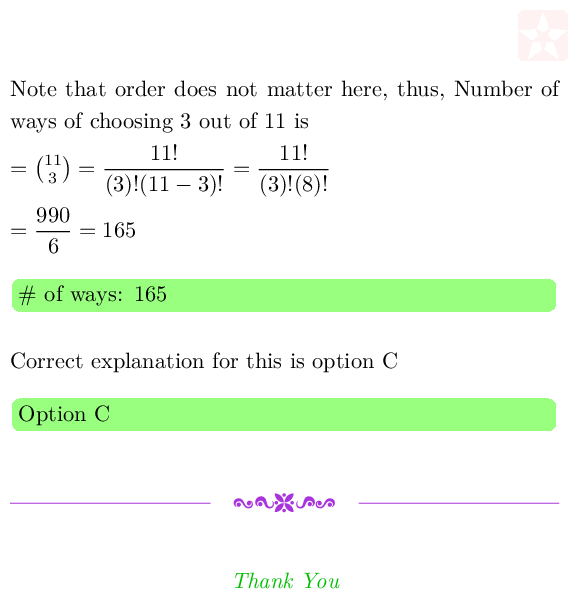 Note that order does not matter here, thus, Number of
ways of choosing 3 out of 11 is
= \binom{11}{3} = \frac{11!}{(3)!(11 − 3)!} = \frac{11!}{(3)!(8)!}
= \frac{990}{6} = 165
# of ways: 165
Correct explanation for this is option C
Option C
Thank You